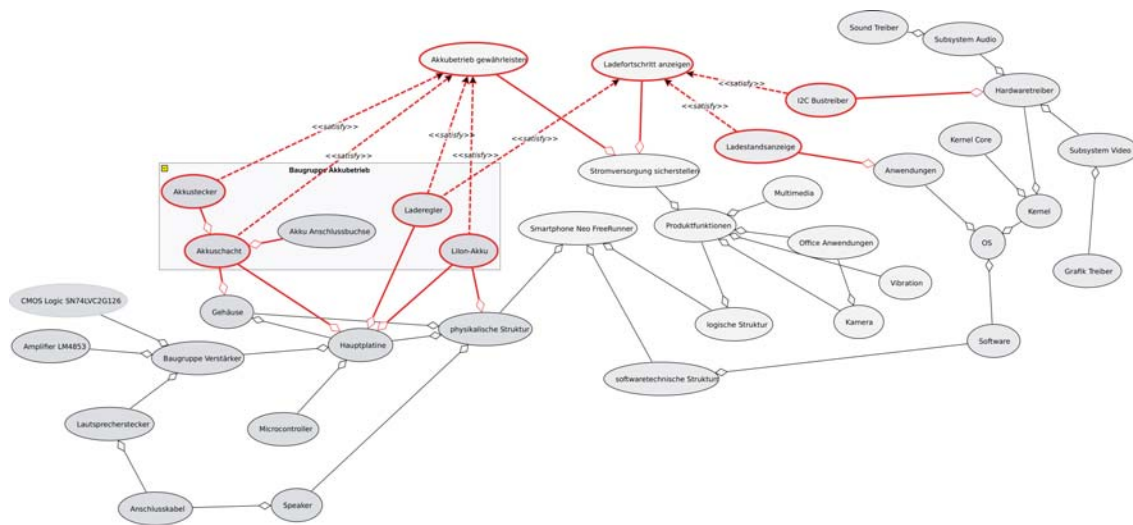 Sound Treiber
Subsystem Audio
Akkubetrieb gewährleisten
Ladefortschritt anzeigen
<<satisfy>>
Hardwaretreiber
I2C Bustreiber
<<satisfy>>
<<satisfy>>
<<satisfy>>
<<satisfy>>
Kernel Core
Ladestandsanzeige
Subsystem Video
<<satisfy>>
<<satisfy>>
Baugruppe Akkubetrieb
Stromversorgung sicherstellen
Anwendungen
Akkustecker
Multimedia
Laderegler
Kernel
Akku Anschlussbuchse
Smartphone Neo FreeRunner
Produktfunktionen
Akkuschacht
LiIon-Akku
Office Anwendungen
OS
Grafik Treiber
Vibration
CMOS Logic SN74LVC2G126
Gehäuse
physikalische Struktur
logische Struktur
Kamera
Amplifier LM4853
Baugruppe Verstärker
Hauptplatine
Software
softwaretechnische Struktur
Lautsprecherstecker
Microcontroller
Anschlusskabel
Speaker